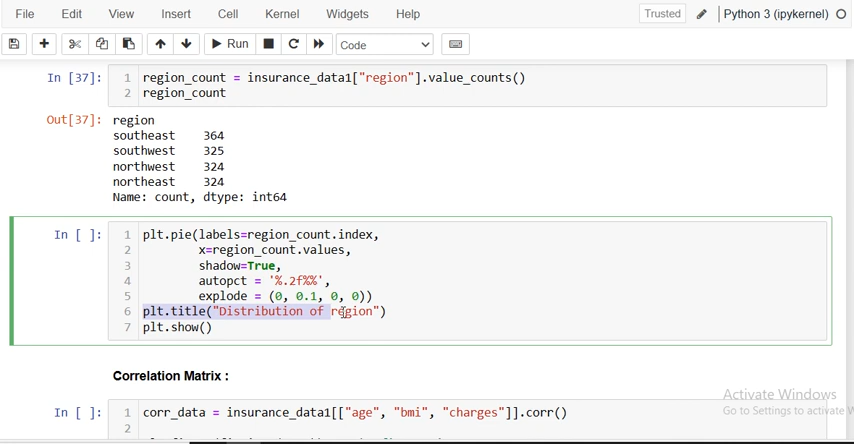 File Edit View Insert Cell Kernel Widgets Help Trusted Python 3 (ipykernel)
Run Code
In [37]: 1 region_count = insurance_data1["region"].value_counts()
2 region_count
Out[37]: region
southeast 364
southwest 325
northwest 324
northeast 324
Name: count, dtype: int64
In [ ]: 1 plt.pie(labels=region_count.index,
2 x=region_count.values,
3 shadow=True,
4 autopct = '%.2f%%',
5 explode = (0, 0.1, 0, 0))
6 plt.title("Distribution of region")
7 plt.show()
Correlation Matrix :
In [ ]: 1 corr_data = insurance_data1[["age", "bmi", "charges"]].corr()
2
Activate Windows
Go to Settings to activate W